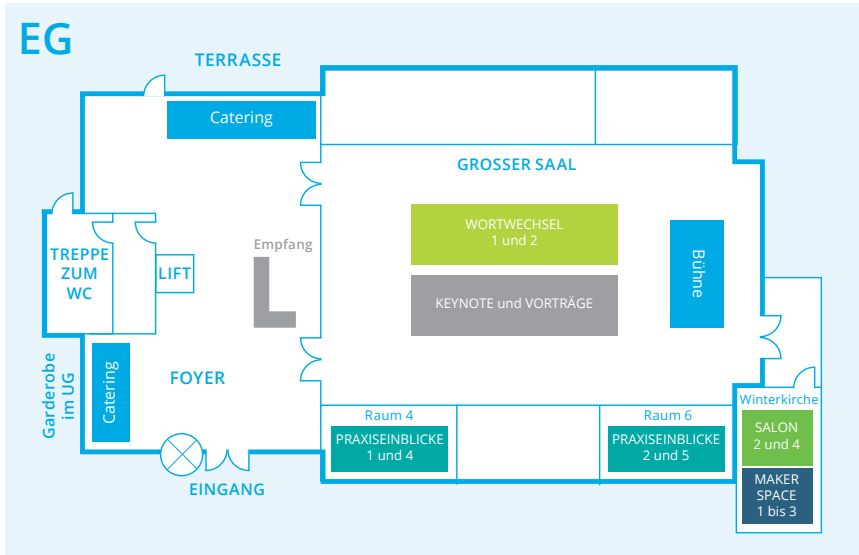 EG
TERRASSE
Catering
GROSSER SAAL
WORTWECHSEL
1 und 2
Empfang
TREPPE
ZUM
WC
LIFT
Bühne
KEYNOTE und VORTRÄGE
Garderobe
im UG
Catering
FOYER
Winterkirche
Raum 4
PRAXISEINBLICKE
1 und 4
Raum 6
PRAXISEINBLICKE
2 und 5
SALON
2 und 4
MAKER
SPACE
1 bis 3
EINGANG